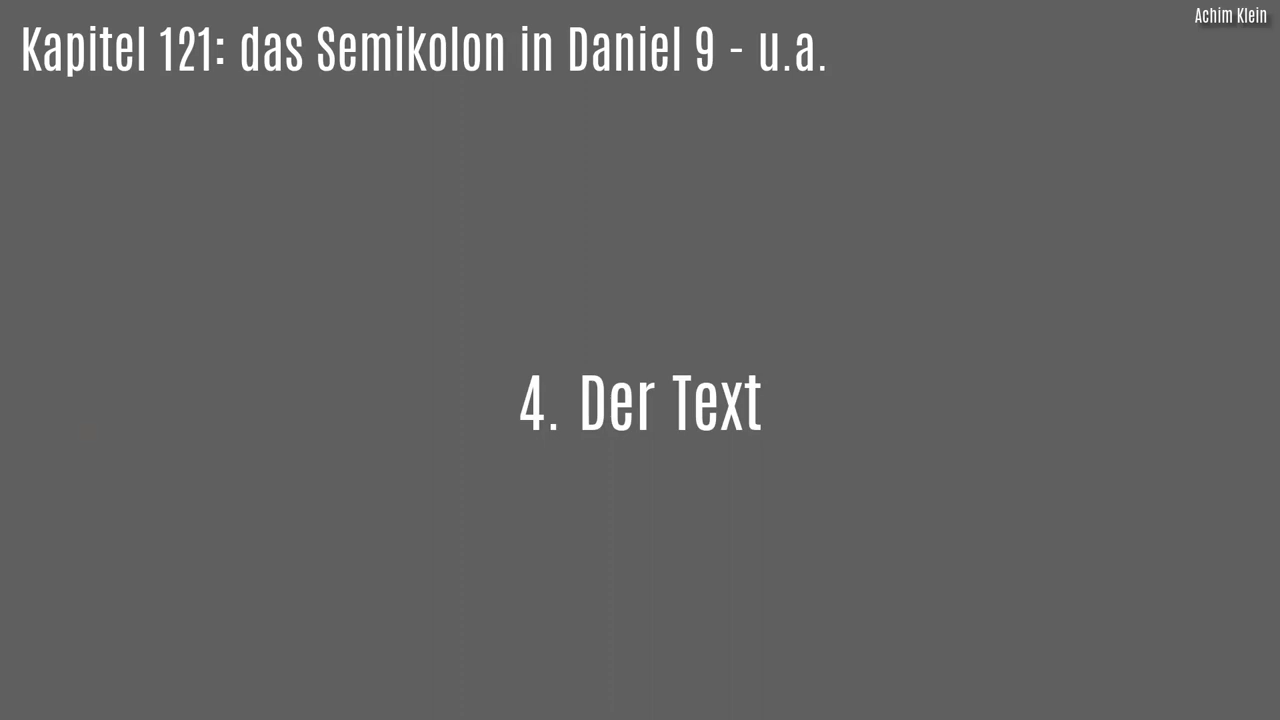 Achim Klein
Kapitel 121: das Semikolon in Daniel 9 - u.a.
4. Der Text